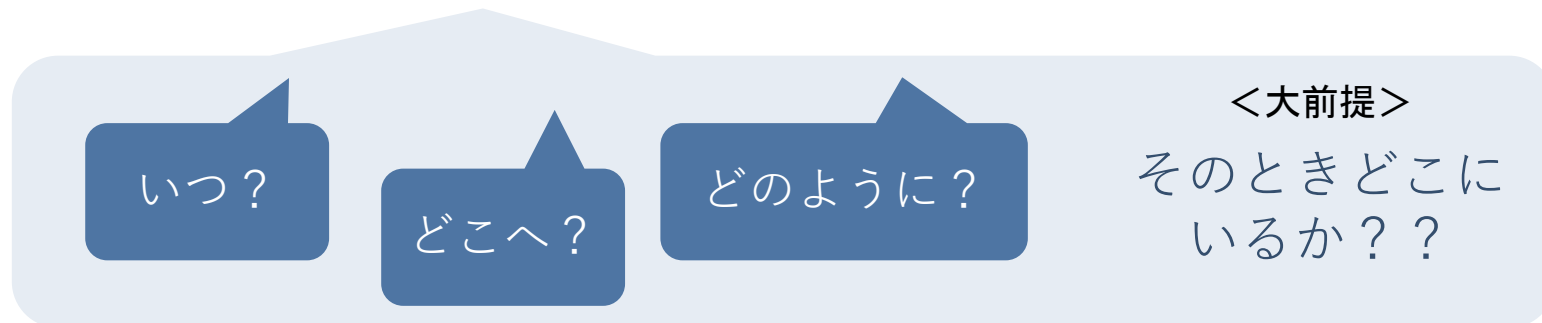 いつ？
どこへ？
どのように？
＜大前提＞
そのときどこに
いるか？？